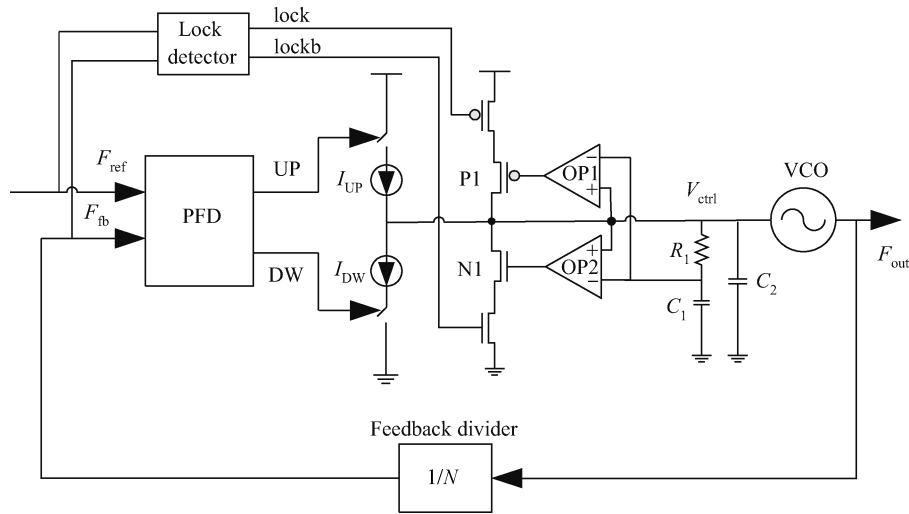 lock
Lock
detector
lockb
F_ref
UP
I_UP
P1
OP1
−
+
V_ctrl
VCO
F_fb
PFD
DW
I_DW
N1
OP2
+
−
R_1
C_1
C_2
F_out
Feedback divider
1/N